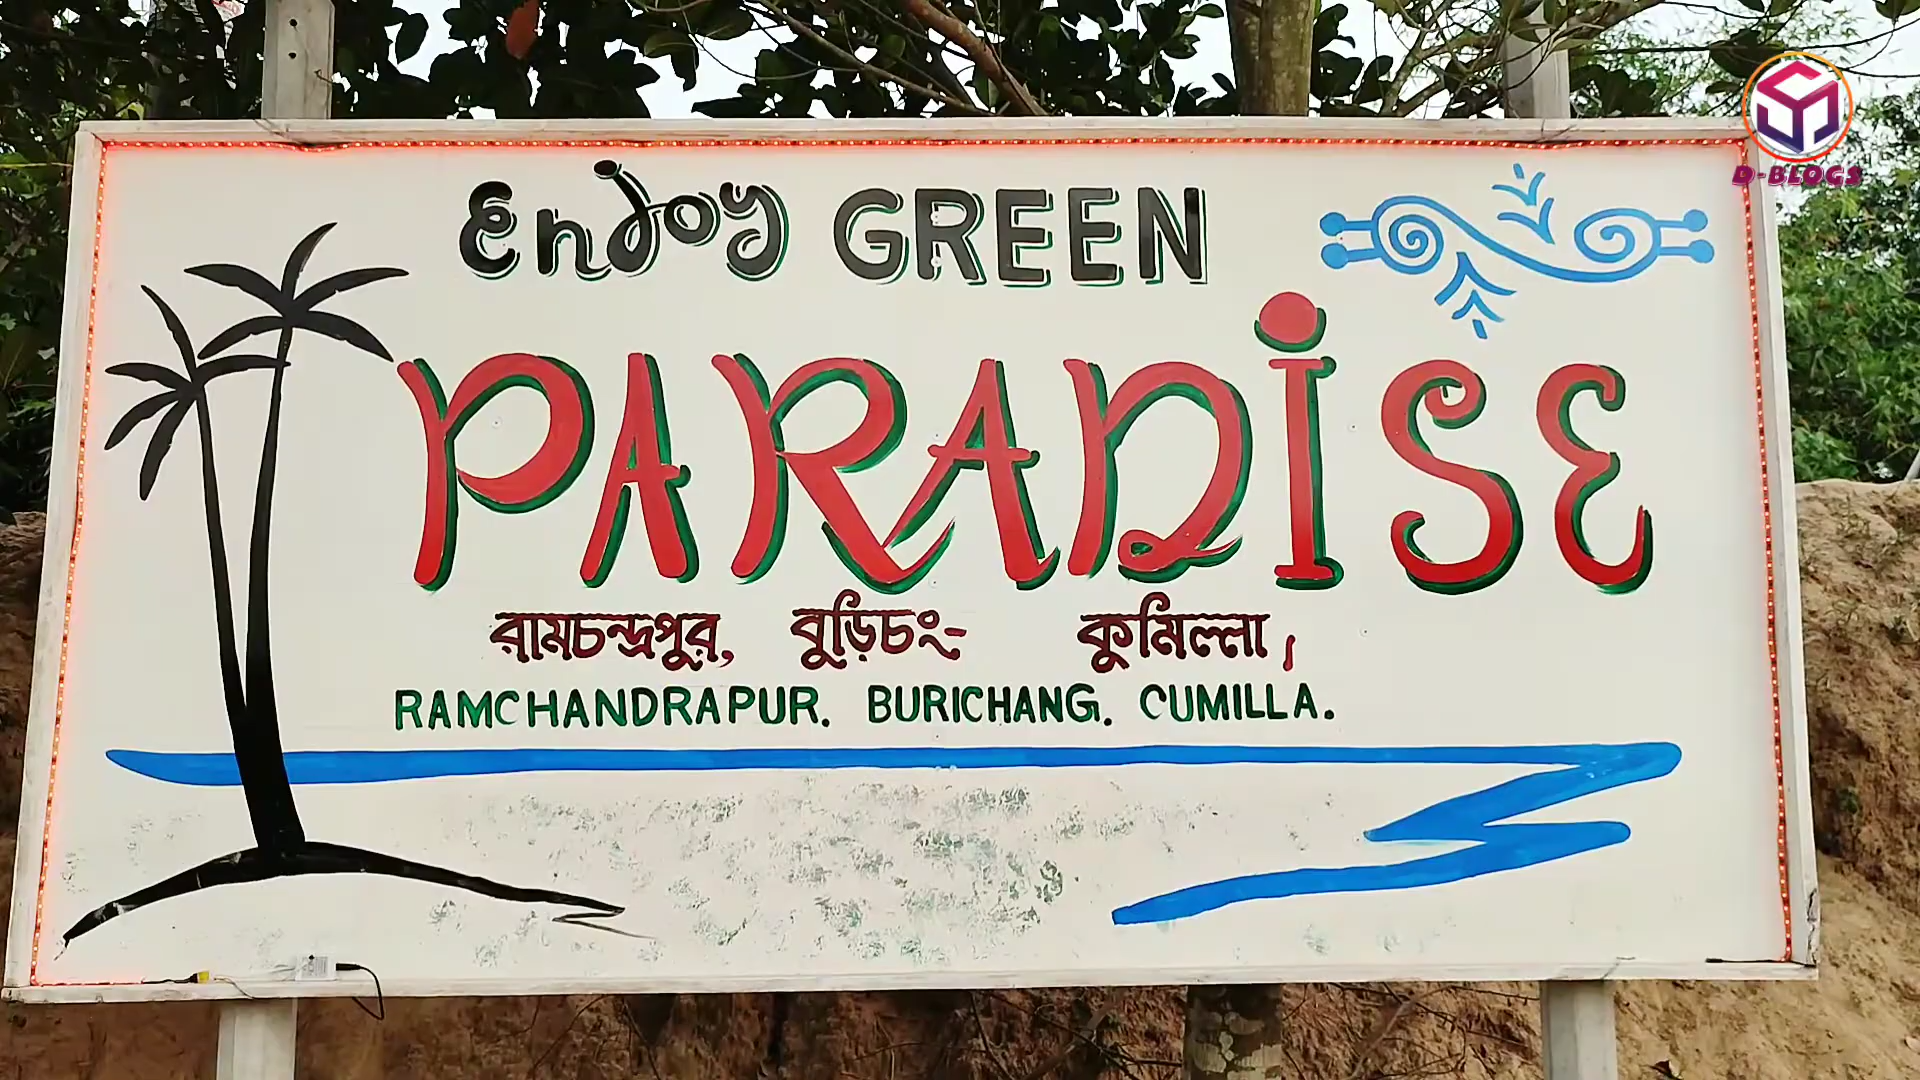 D-BLOGS
Enjoy GREEN
PARADISE
রামচন্দ্রপুর, বুড়িচং- কুমিল্লা।
RAMCHANDRAPUR. BURICHANG. CUMILLA.